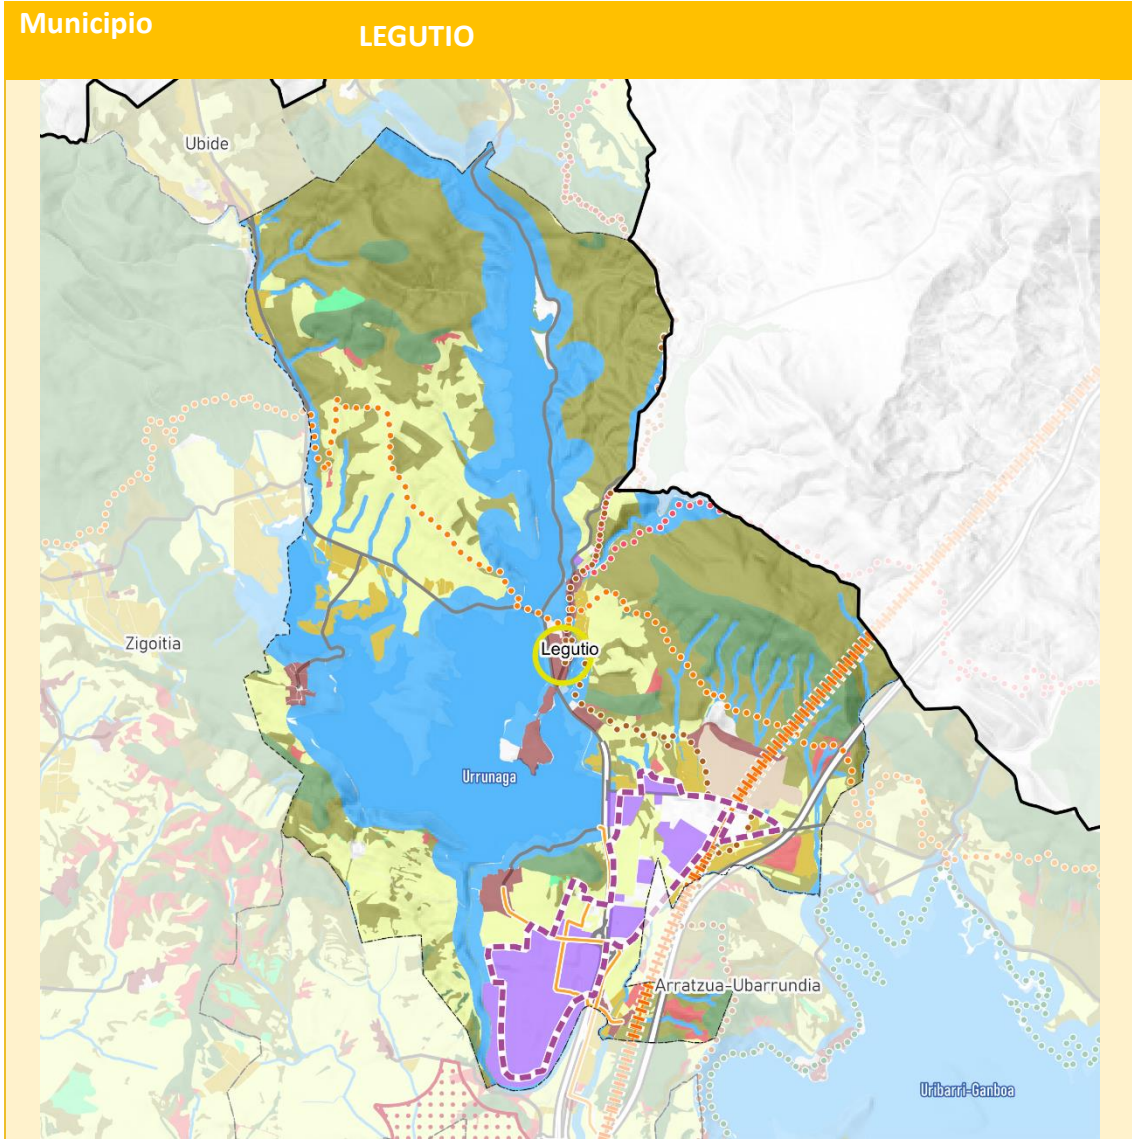 Municipio
LEGUTIO
Ubide
Zigoitia
Legutio
Urrunaga
Arratzua-Ubarrundia
Uribarri-Ganboa